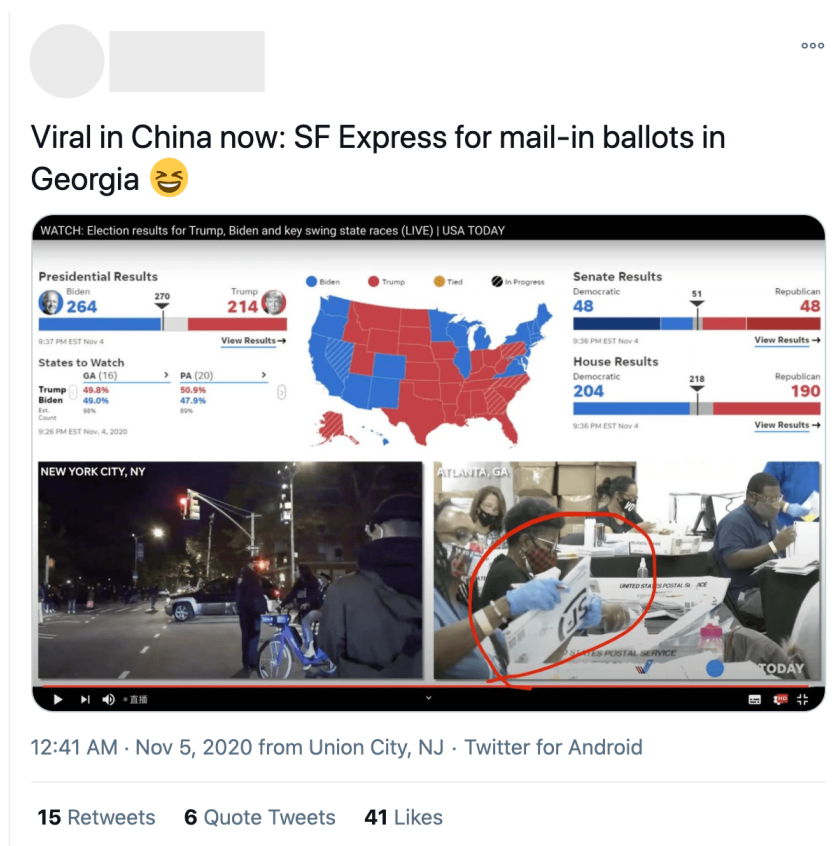 Viral in China now: SF Express for mail-in ballots in
Georgia 😆
WATCH: Election results for Trump, Biden and key swing state races (LIVE) | USA TODAY
Presidential Results
Biden
264
270
Trump
214
9:37 PM EST Nov 4
View Results→
States to Watch
GA (16) >
PA (20) >
Trump 49.8% 50.9%
Biden 49.0% 47.9%
Est. Count 98% 89%
9:26 PM EST Nov. 4, 2020
Biden
Trump
Tied
In Progress
Senate Results
Democratic
48
51
Republican
48
9:36 PM EST Nov 4
View Results→
House Results
Democratic
204
218
Republican
190
9:36 PM EST Nov 4
View Results→
NEW YORK CITY, NY
ATLANTA, GA
UNITED STATES POSTAL
STATES POSTAL SERVICE
TODAY
直播
HD
12:41 AM · Nov 5, 2020 from Union City, NJ · Twitter for Android
15 Retweets 6 Quote Tweets 41 Likes